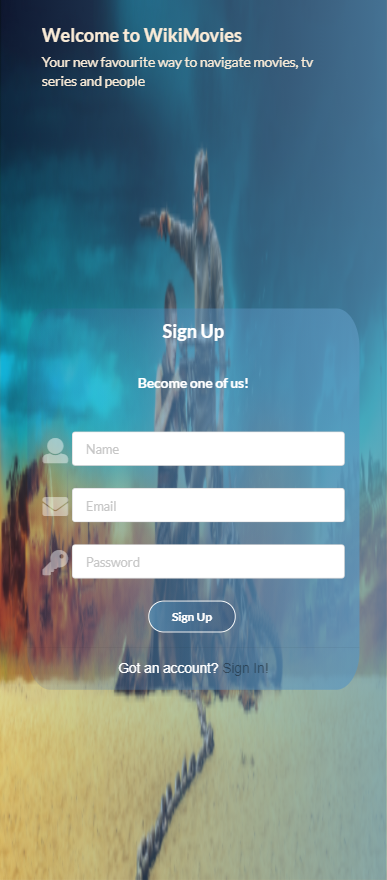 Welcome to WikiMovies
Your new favourite way to navigate movies, tv
series and people
Sign Up
Become one of us!
Name
Email
Password
Sign Up
Got an account? Sign In!